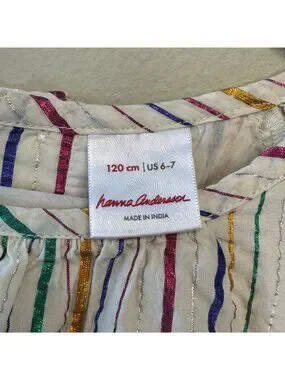 120 cm | US 6-7
hanna andersson
MADE IN INDIA